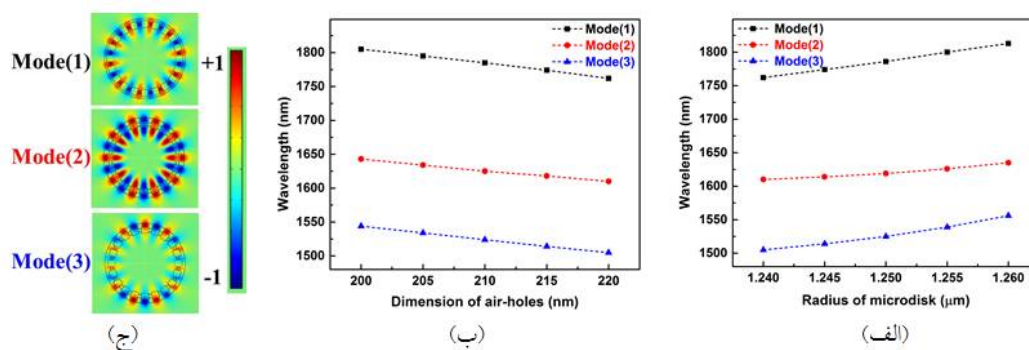 Mode(1)
Mode(2)
Mode(3)
+1
-1
(ج)
Mode(1)
Mode(2)
Mode(3)
Wavelength (nm)
1800
1750
1700
1650
1600
1550
1500
200 205 210 215 220
Dimension of air-holes (nm)
(ب)
Mode(1)
Mode(2)
Mode(3)
Wavelength (nm)
1800
1750
1700
1650
1600
1550
1500
1.240 1.245 1.250 1.255 1.260
Radius of microdisk (μm)
(الف)